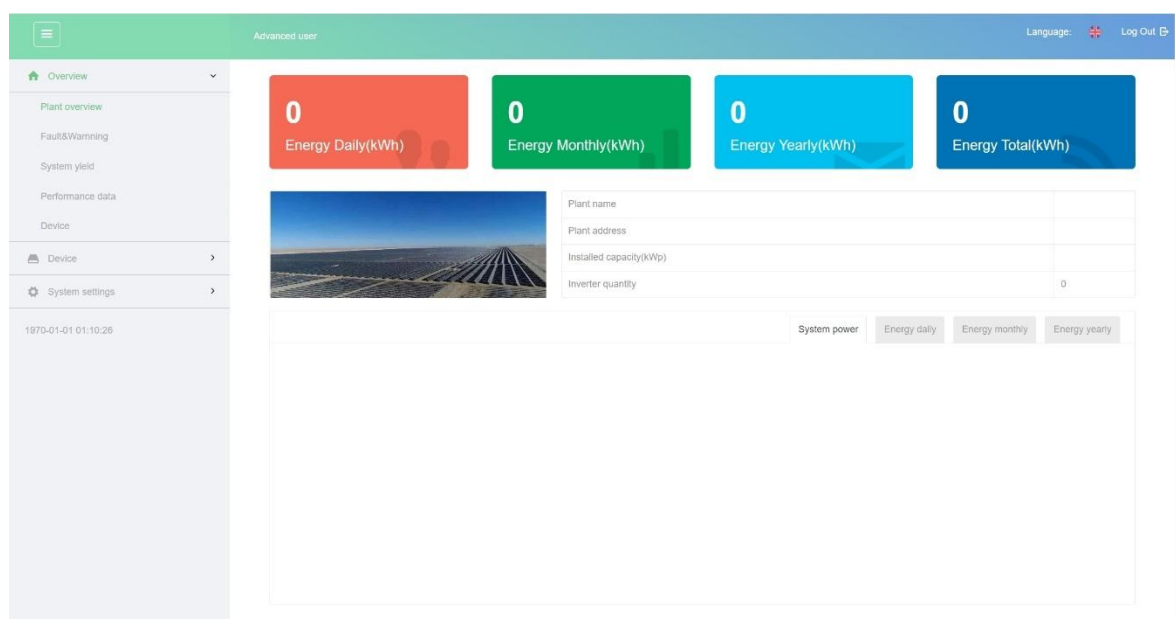 Advanced user
Language:
Log Out
Overview
Plant overview
Fault&Warnning
System yleid
Performance data
Device
Device
System settings
1970-01-01 01:10:26
0
Energy Daily(kWh)
0
Energy Monthly(kWh)
0
Energy Yearly(kWh)
0
Energy Total(kWh)
Plant name
Plant address
Installed capacity(kWp)
Inverter quantity 0
System power Energy daily Energy monthly Energy yearly